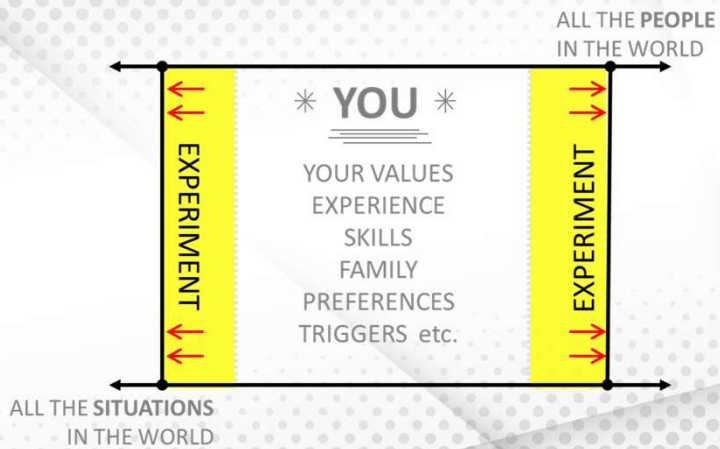 ALL THE PEOPLE
IN THE WORLD
* YOU *
EXPERIMENT
YOUR VALUES
EXPERIENCE
SKILLS
FAMILY
PREFERENCES
TRIGGERS etc.
EXPERIMENT
ALL THE SITUATIONS
IN THE WORLD